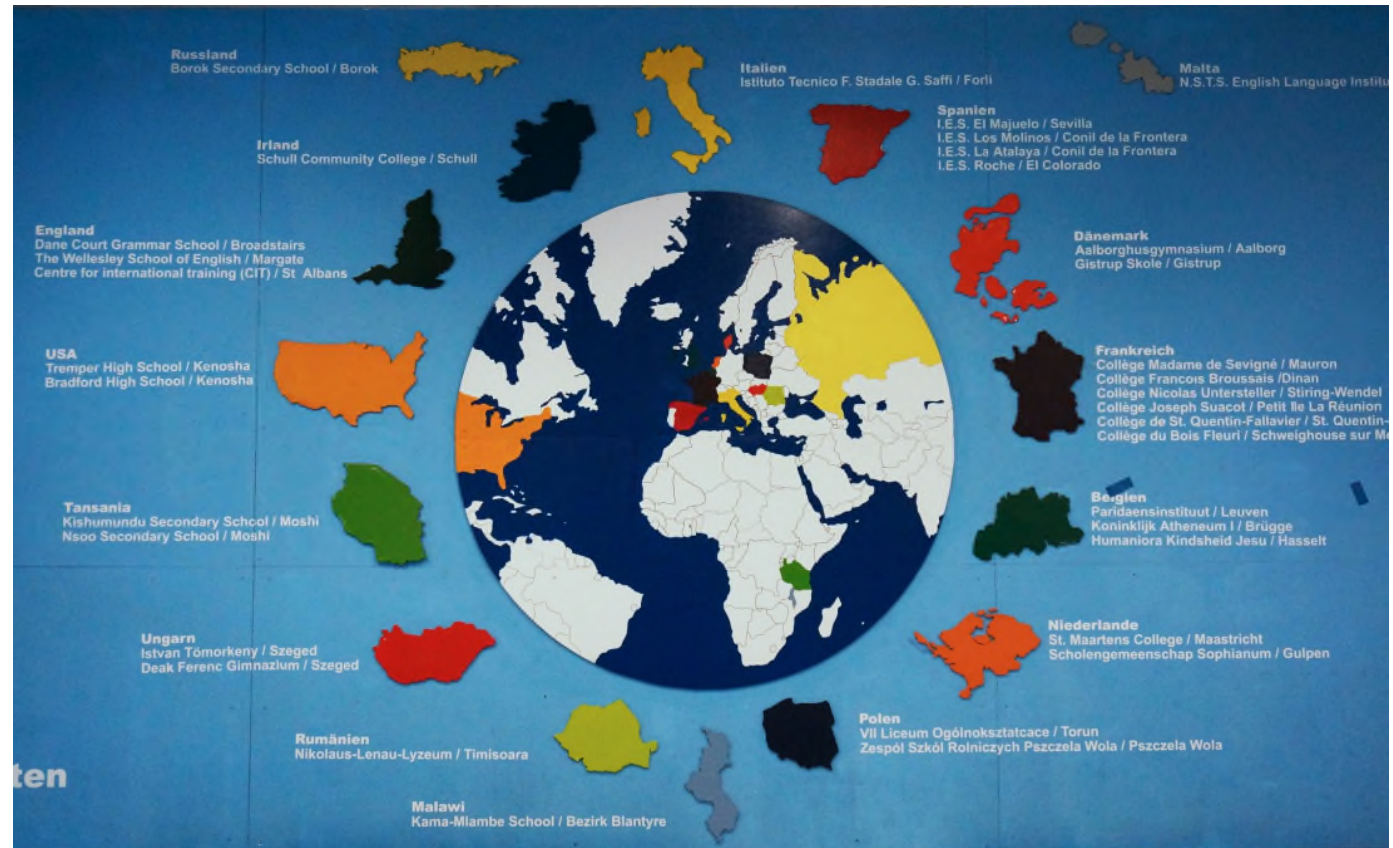 Russland
Borok Secondary School / Borok
Italien
Istituto Tecnico F. Stadale G. Saffi / Forli
Malta
N.S.T.S. English Language Institu
Irland
Schull Community College / Schull
Spanien
I.E.S. El Majuelo / Sevilla
I.E.S. Los Molinos / Conil de la Frontera
I.E.S. La Atalaya / Conil de la Frontera
I.E.S. Roche / El Colorado
England
Dane Court Grammar School / Broadstairs
The Wellesley School of English / Margate
Centre for international training (CIT) / St Albans
Dänemark
Aalborghusgymnasium / Aalborg
Gistrup Skole / Gistrup
USA
Tremper High School / Kenosha
Bradford High School / Kenosha
Frankreich
Collège Madame de Sevigné / Mauron
Collège Francois Broussais /Dinan
Collège Nicolas Untersteller / Stiring-Wendel
Collège Joseph Suacot / Petit Ile La Réunion
Collège de St. Quentin-Fallavier / St. Quentin-
Collège du Bois Fleuri / Schweighouse sur Mo
Tansania
Kishumundu Secondary School / Moshi
Nsoo Secondary School / Moshi
Belgien
Paridaensinstituut / Leuven
Koninklijk Atheneum I / Brügge
Humaniora Kindsheid Jesu / Hasselt
Ungarn
Istvan Tömorkeny / Szeged
Deak Ferenc Gimnazium / Szeged
Niederlande
St. Maartens College / Maastricht
Scholengemeenschap Sophianum / Gulpen
Rumänien
Nikolaus-Lenau-Lyzeum / Timisoara
Polen
VII Liceum Ogólnoksztatcace / Torun
Zespól Szkól Rolniczych Pszczela Wola / Pszczela Wola
ten
Malawi
Kama-Mlambe School / Bezirk Blantyre